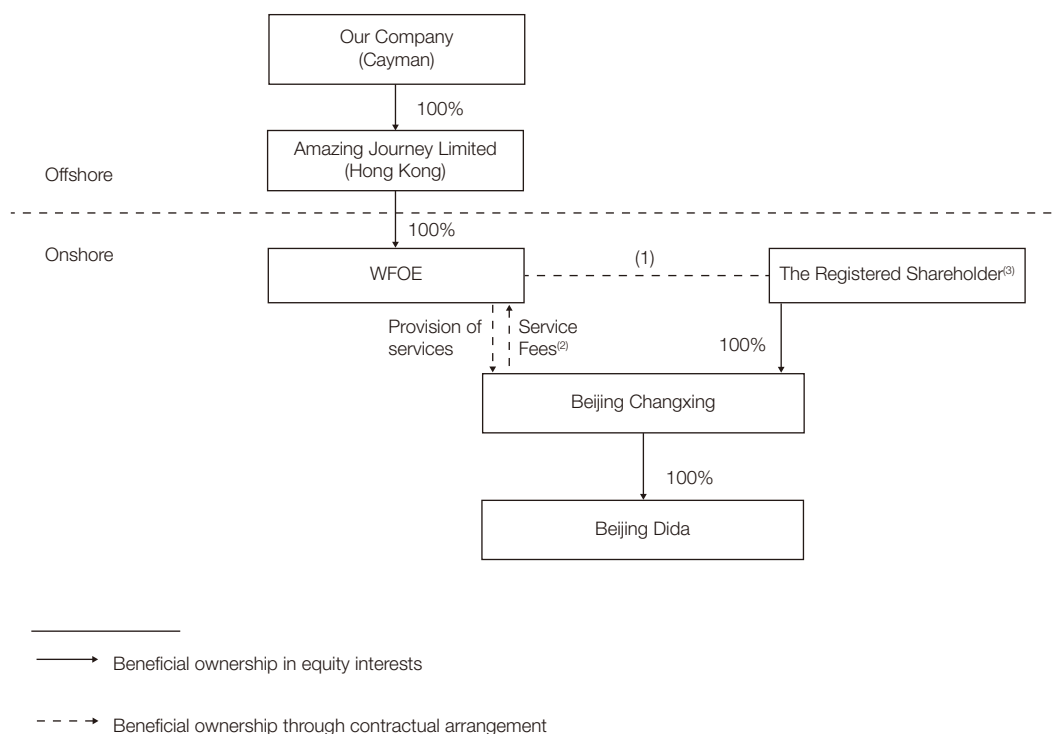 Our Company
(Cayman)
100%
Amazing Journey Limited
(Hong Kong)
Offshore
100%
Onshore
WFOE
(1)
The Registered Shareholder(3)
Provision of
services
Service
Fees(2)
100%
Beijing Changxing
100%
Beijing Dida
Beneficial ownership in equity interests
Beneficial ownership through contractual arrangement